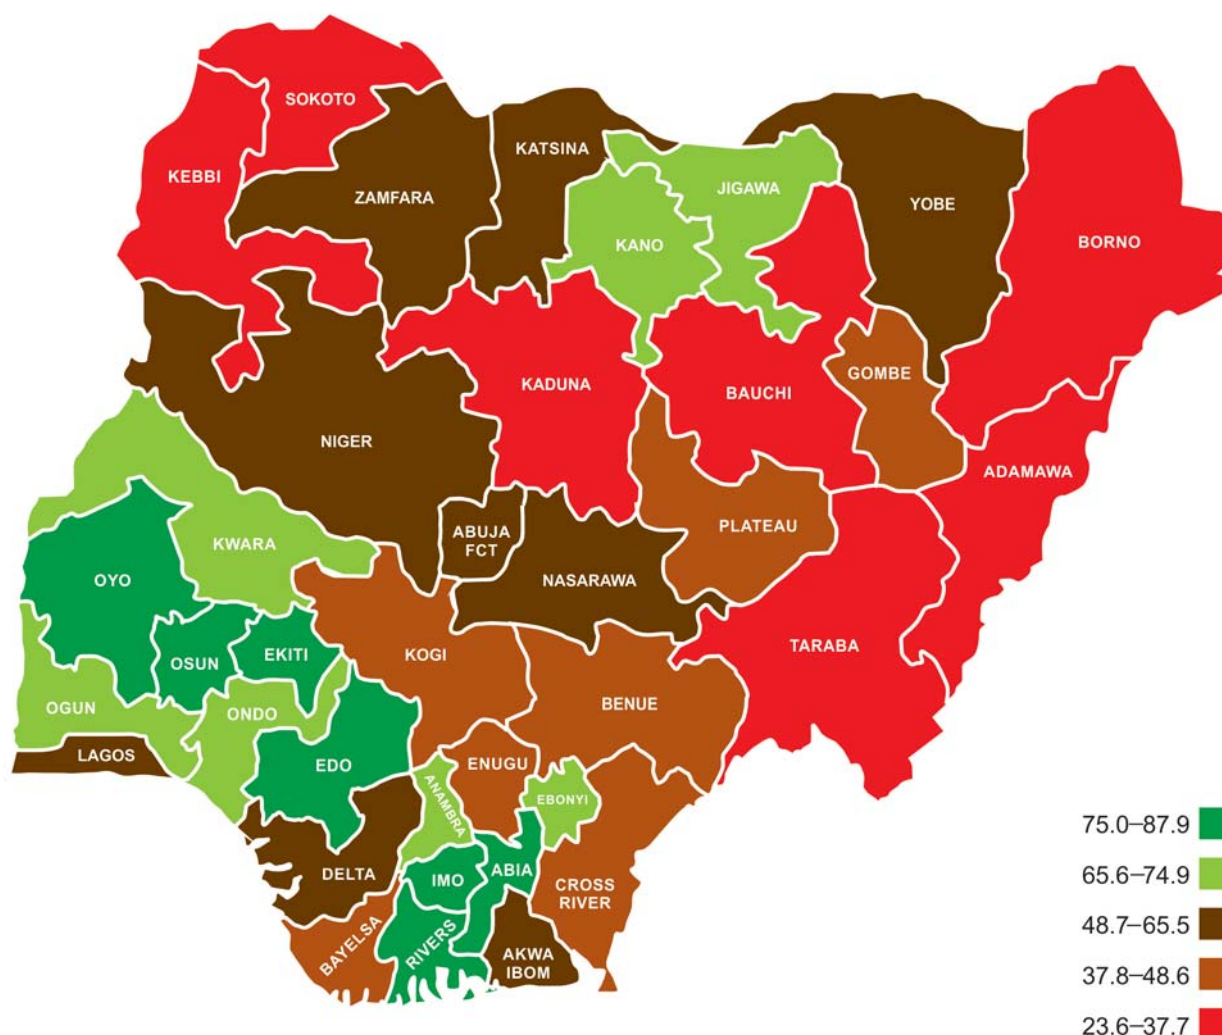 SOKOTO
KATSINA
KEBBI
JIGAWA
ZAMFARA
YOBE
KANO
BORNO
GOMBE
KADUNA
BAUCHI
NIGER
ADAMAWA
PLATEAU
ABUJA
FCT
KWARA
OYO
NASARAWA
TARABA
EKITI
KOGI
OSUN
BENUE
OGUN
ONDO
LAGOS
EDO
ENUGU
ANAMBRA
EBONYI
75.0–87.9
DELTA
IMO
ABIA
65.6–74.9
CROSS
RIVER
48.7–65.5
BAYELSA
RIVERS
AKWA
IBOM
37.8–48.6
23.6–37.7